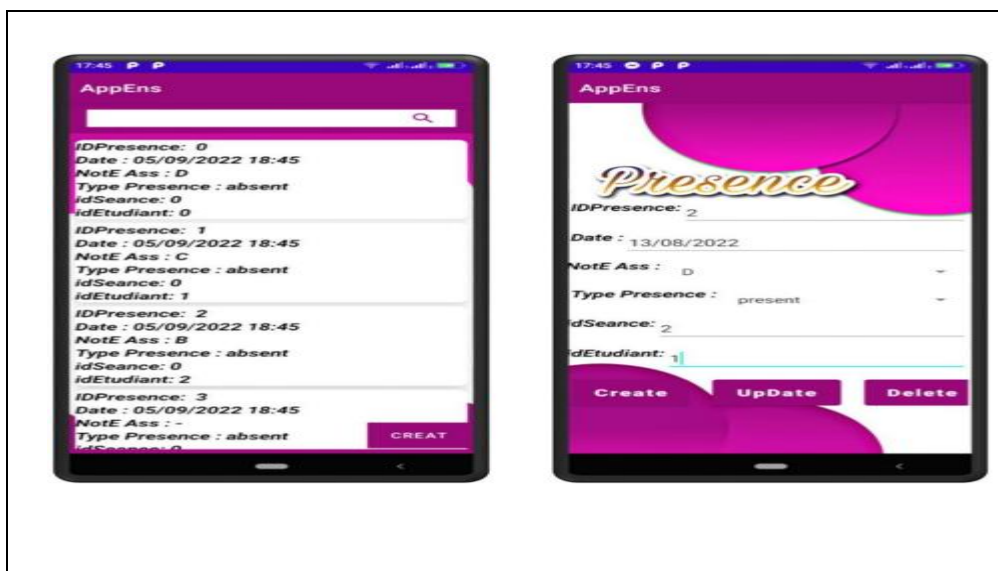 17:45 P P
AppEns
IDPresence: 0
Date : 05/09/2022 18:45
NotE Ass : D
Type Presence : absent
idSeance: 0
idEtudiant: 0
IDPresence: 1
Date : 05/09/2022 18:45
NotE Ass : C
Type Presence : absent
idSeance: 0
idEtudiant: 1
IDPresence: 2
Date : 05/09/2022 18:45
NotE Ass : B
Type Presence : absent
idSeance: 0
idEtudiant: 2
IDPresence: 3
Date : 05/09/2022 18:45
NotE Ass : -
Type Presence : absent
idSeance: 0
CREAT
17:45 P P
AppEns
Presence
IDPresence: 2
Date : 13/08/2022
NotE Ass : D
Type Presence : present
idSeance: 2
idEtudiant: 1
Create UpDate Delete